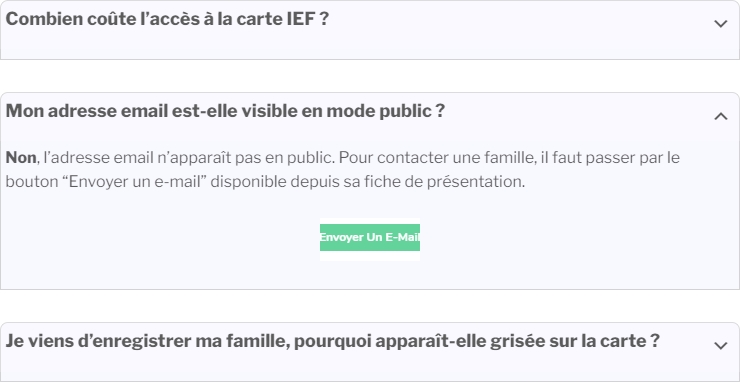 Combien coûte l’accès à la carte IEF ?
Mon adresse email est-elle visible en mode public ?
Non, l’adresse email n’apparaît pas en public. Pour contacter une famille, il faut passer par le
bouton “Envoyer un e-mail” disponible depuis sa fiche de présentation.
Envoyer Un E-Mail
Je viens d’enregistrer ma famille, pourquoi apparaît-elle grisée sur la carte ?